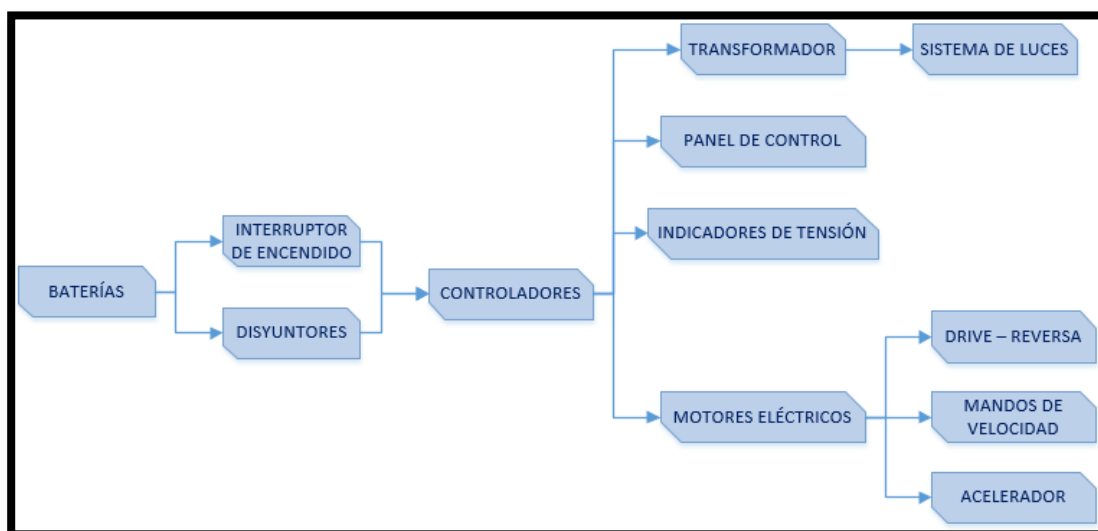 TRANSFORMADOR
SISTEMA DE LUCES
PANEL DE CONTROL
INTERRUPTOR
DE ENCENDIDO
INDICADORES DE TENSIÓN
BATERÍAS
CONTROLADORES
DISYUNTORES
DRIVE – REVERSA
MOTORES ELÉCTRICOS
MANDOS DE
VELOCIDAD
ACELERADOR